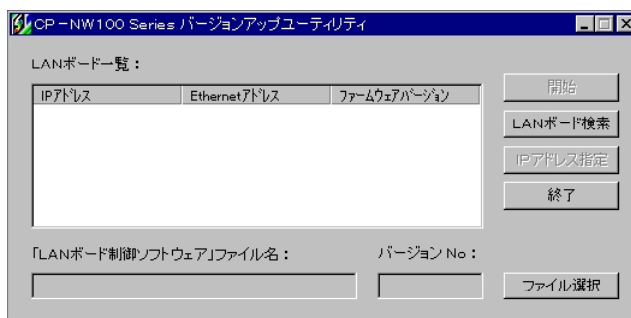 CP-NW100 Series バージョンアップユーティリティ
LANボード一覧：
IPアドレス Ethernetアドレス ファームウェアバージョン
開始
LANボード検索
IPアドレス指定
終了
「LANボード制御ソフトウェア」ファイル名： バージョン No：
ファイル選択